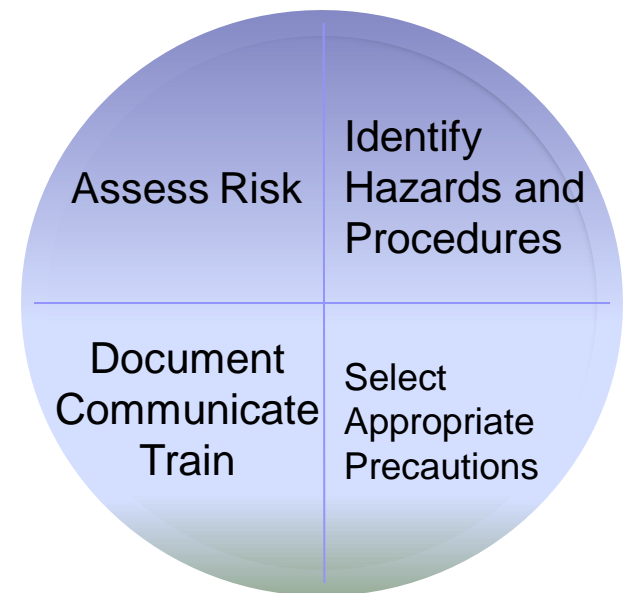 Assess Risk
Identify
Hazards and
Procedures
Document
Communicate
Train
Select
Appropriate
Precautions